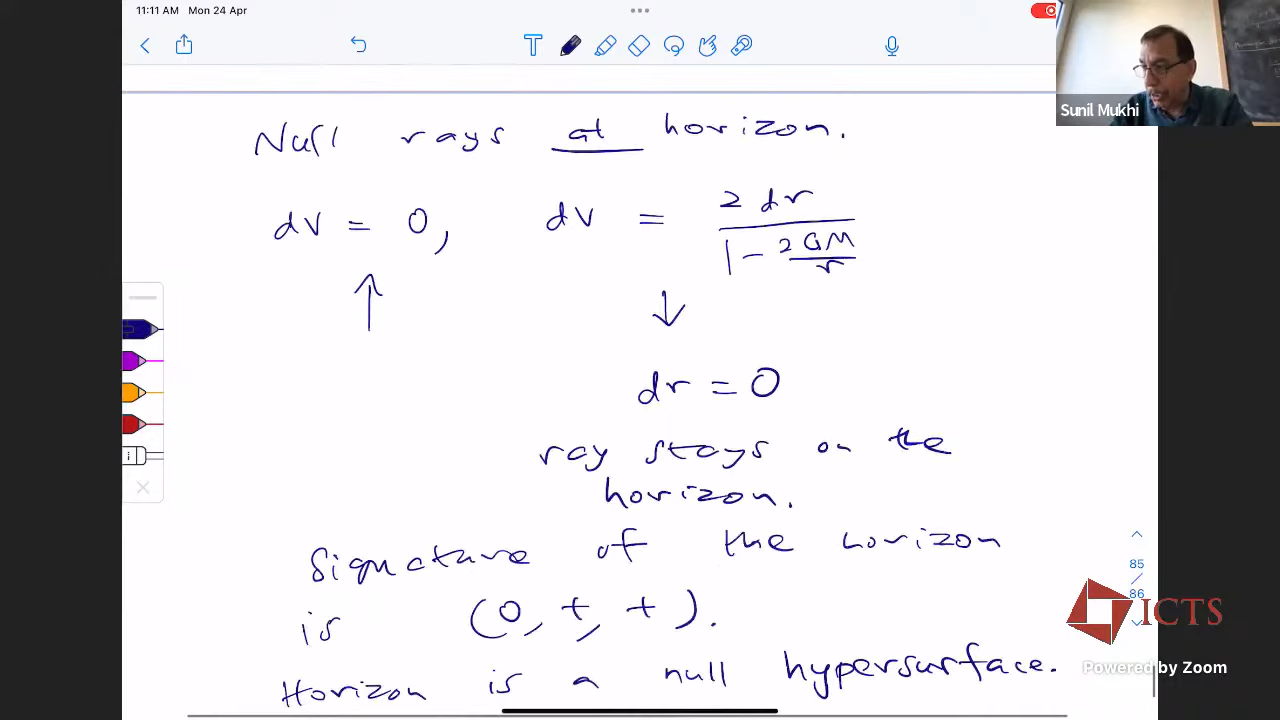 11:11 AM Mon 24 Apr
Sunil Mukhi
Null rays at horizon.
dV = 0, dV = 2 dr / 1 - 2GM/r
dr = 0
ray stays on the
horizon.
Signature of the horizon
is (0, +, +).
Horizon is a null hypersurface.
85
/
86
ICTS
Powered by Zoom